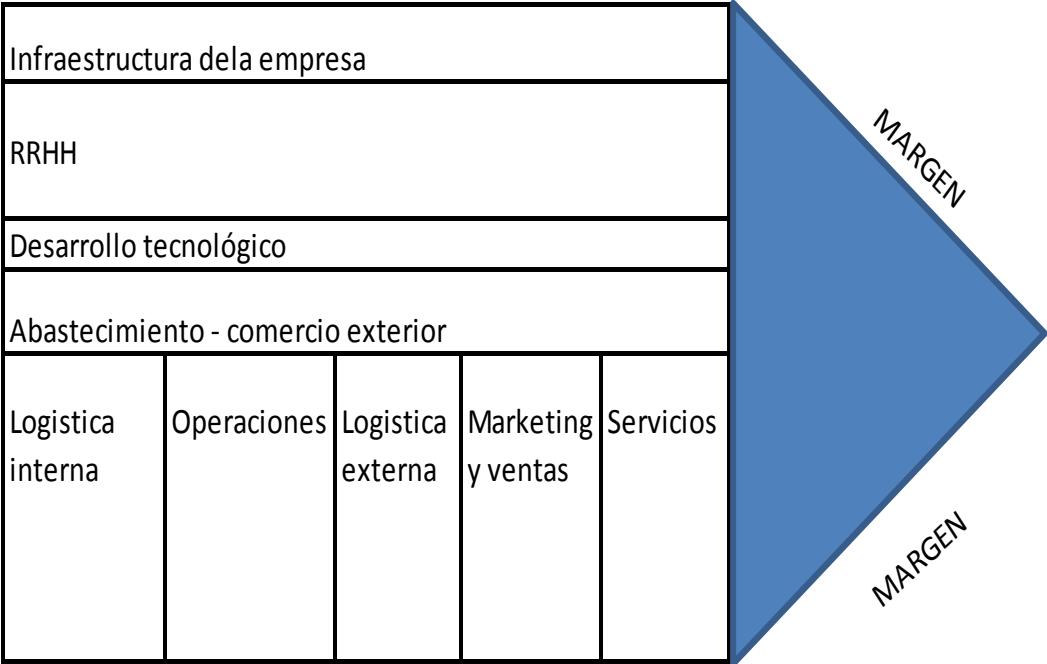 Infraestructura dela empresa
MARGEN
RRHH
Desarrollo tecnológico
Abastecimiento - comercio exterior
Logistica
interna
Operaciones
Logistica
externa
Marketing
y ventas
Servicios
MARGEN